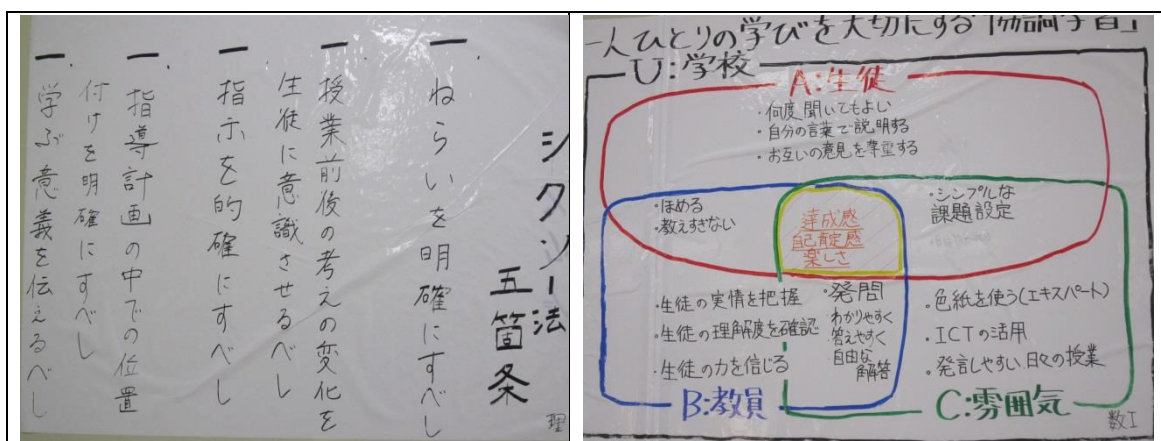 シクソー法
五箇条
一、ねらいを明確にすべし
一、授業前後の考えの変化を
生徒に意識させるべし
一、指示を的確にすべし
一、指導計画の中での位置
付けを明確にすべし
一、学ぶ意義を伝えるべし
理
一人ひとりの学びを大切にする「協調学習」
U:学校
A:生徒
・何度聞いてもよい
・自分の言葉で説明する
・お互いの意見を尊重する
・ほめる
・教えすぎない
達成感
自己肯定感
楽しさ
・シンプルな
課題設定
・生徒の実情を把握
・生徒の理解度を確認
・生徒の力を信じる
・発問
わかりやすく
・答えやすく
・自由な
解答
・色紙を使う(エキスパート)
・ICTの活用
・発言しやすい日々の授業
B:教員
C:雰囲気
数I